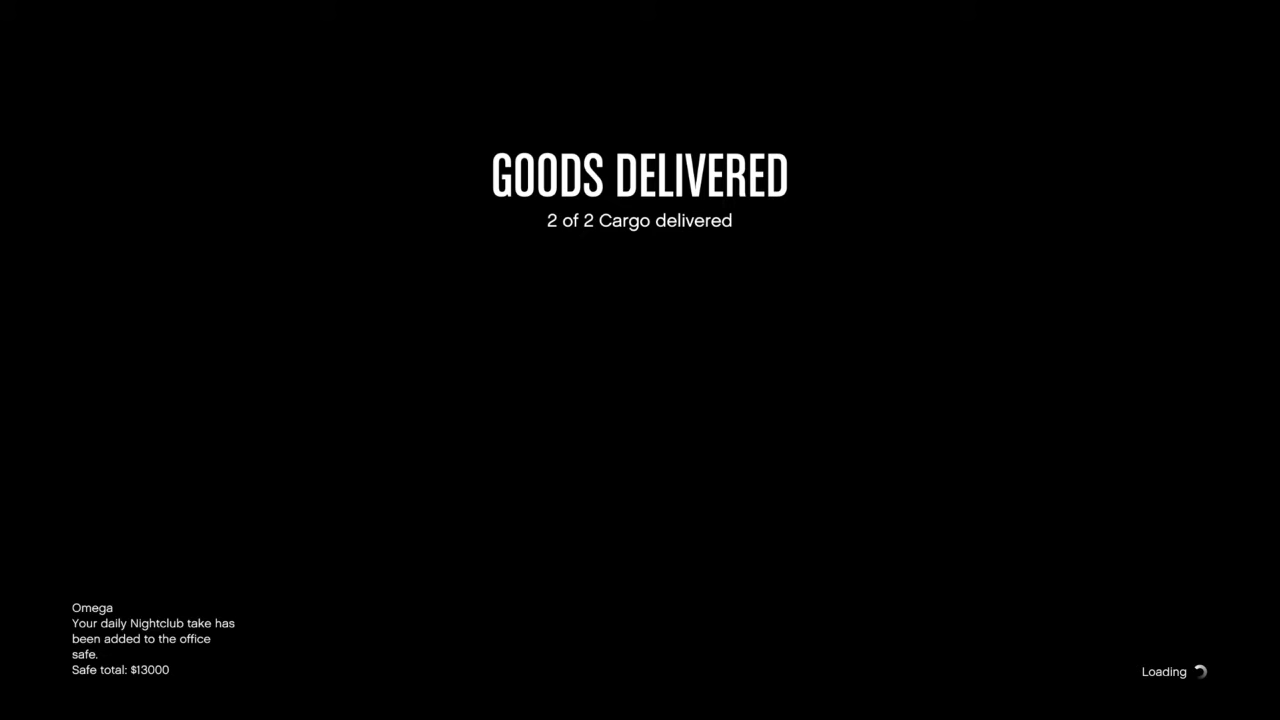 GOODS DELIVERED
2 of 2 Cargo delivered
Omega
Your daily Nightclub take has
been added to the office
safe.
Safe total: $13000
Loading